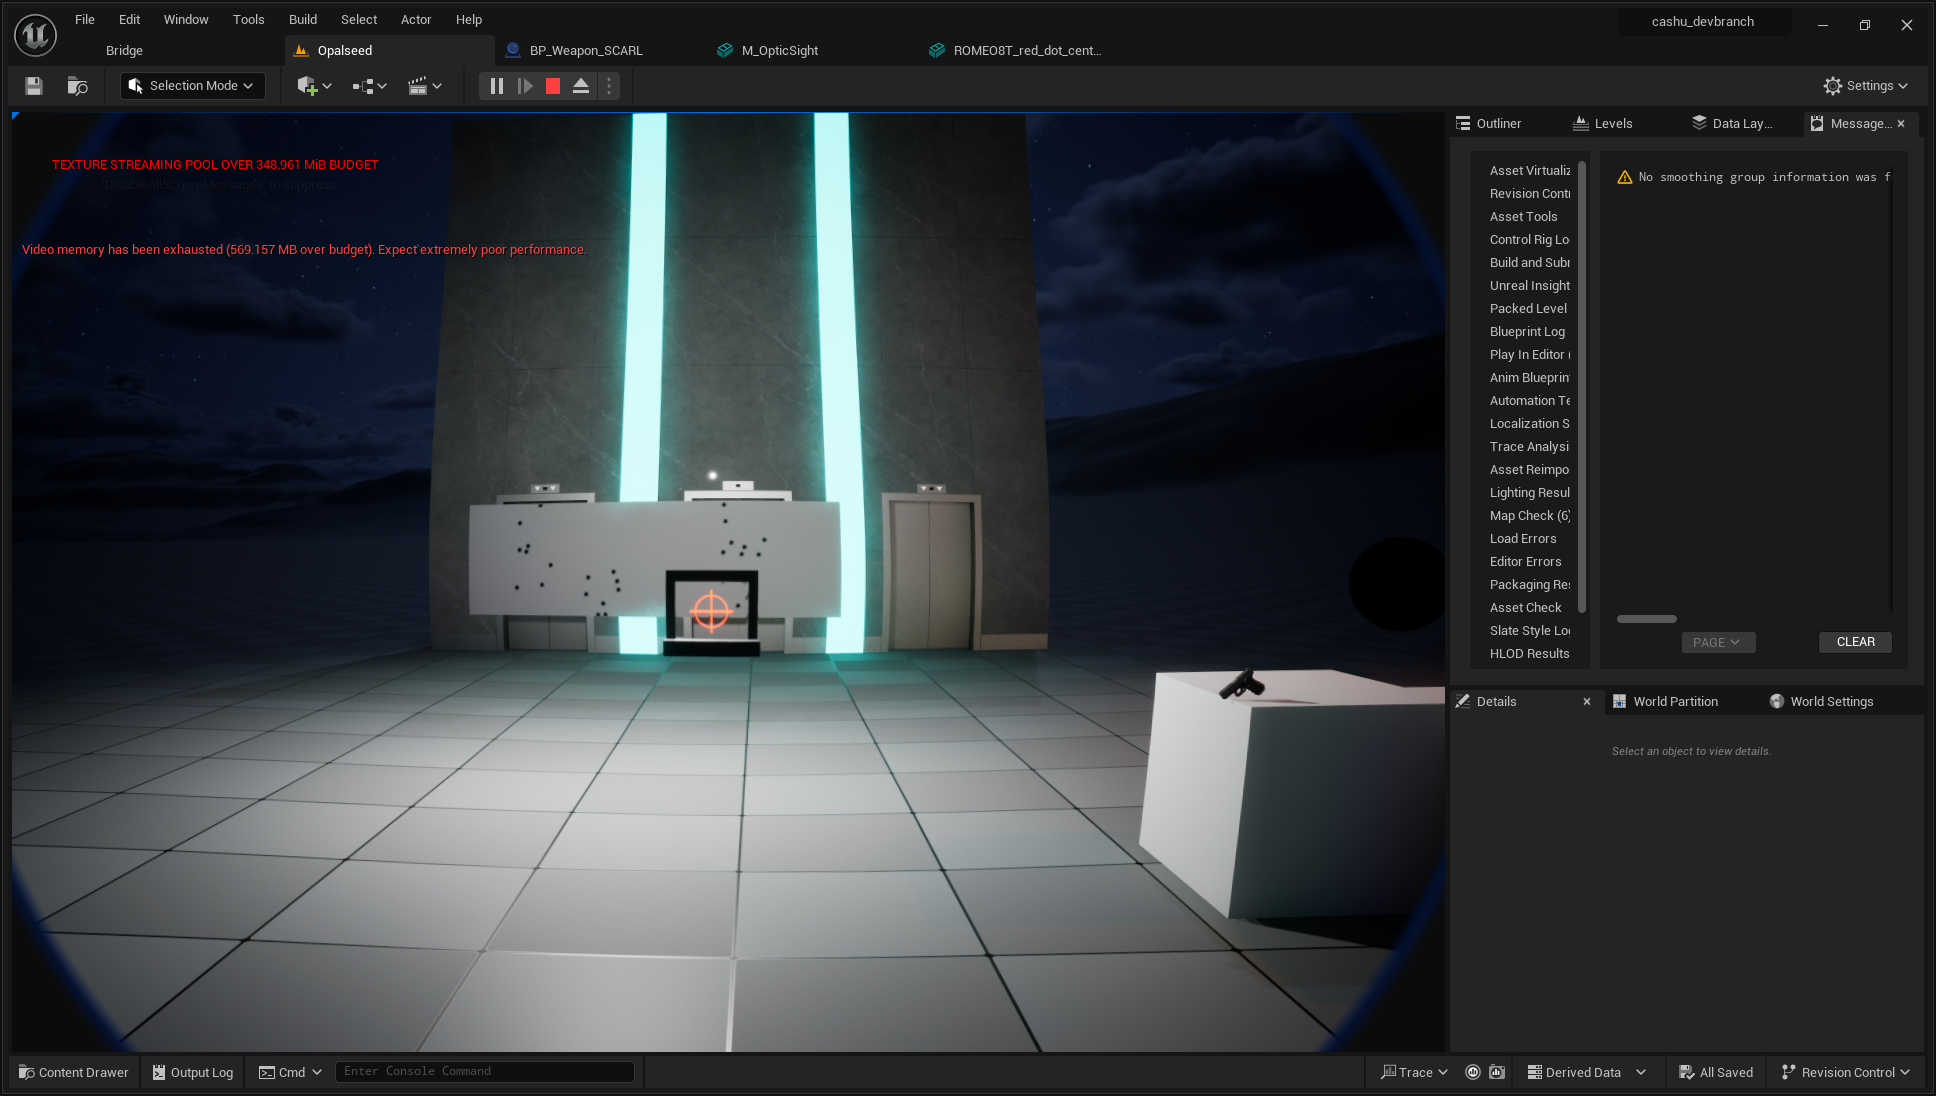 File Edit Window Tools Build Select Actor Help
cashu_devbranch
Bridge
Opalseed
BP_Weapon_SCARL
M_OpticSight
ROMEO8T_red_dot_cent...
Selection Mode
Settings
TEXTURE STREAMING POOL OVER 348.961 MiB BUDGET
'DisableAllScreenMessages' to suppress
Video memory has been exhausted (569.157 MB over budget). Expect extremely poor performance.
Outliner
Levels
Data Lay...
Message...
Asset Virtualiz
Revision Contr
Asset Tools
Control Rig Lo
Build and Subr
Unreal Insight
Packed Level
Blueprint Log
Play In Editor (
Anim Blueprin
Automation Te
Localization S
Trace Analysi
Asset Reimpo
Lighting Resul
Map Check (6)
Load Errors
Editor Errors
Packaging Res
Asset Check
Slate Style Log
HLOD Results
No smoothing group information was f
PAGE
CLEAR
Details
World Partition
World Settings
Select an object to view details.
Content Drawer
Output Log
Cmd
Enter Console Command
Trace
Derived Data
All Saved
Revision Control